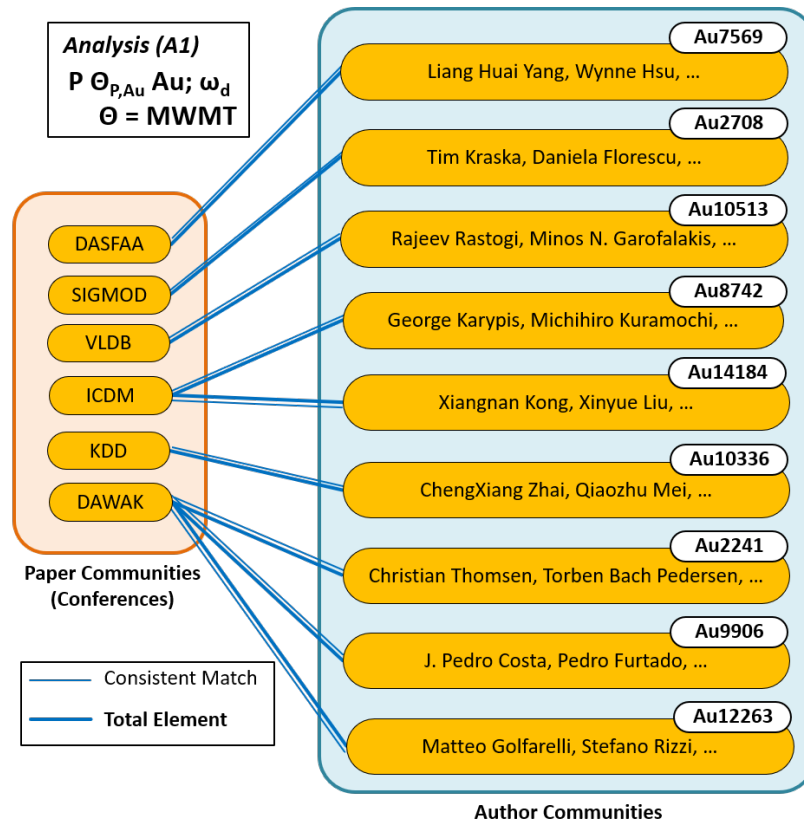 Analysis (A1)
P Θ_P,Au Au; ω_d
Θ = MWMT
DASFAA
SIGMOD
VLDB
ICDM
KDD
DAWAK
Paper Communities
(Conferences)
Consistent Match
Total Element
Au7569
Liang Huai Yang, Wynne Hsu, ...
Au2708
Tim Kraska, Daniela Florescu, ...
Au10513
Rajeev Rastogi, Minos N. Garofalakis, ...
Au8742
George Karypis, Michihiro Kuramochi, ...
Au14184
Xiangnan Kong, Xinyue Liu, ...
Au10336
ChengXiang Zhai, Qiaozhu Mei, ...
Au2241
Christian Thomsen, Torben Bach Pedersen, ...
Au9906
J. Pedro Costa, Pedro Furtado, ...
Au12263
Matteo Golfarelli, Stefano Rizzi, ...
Author Communities